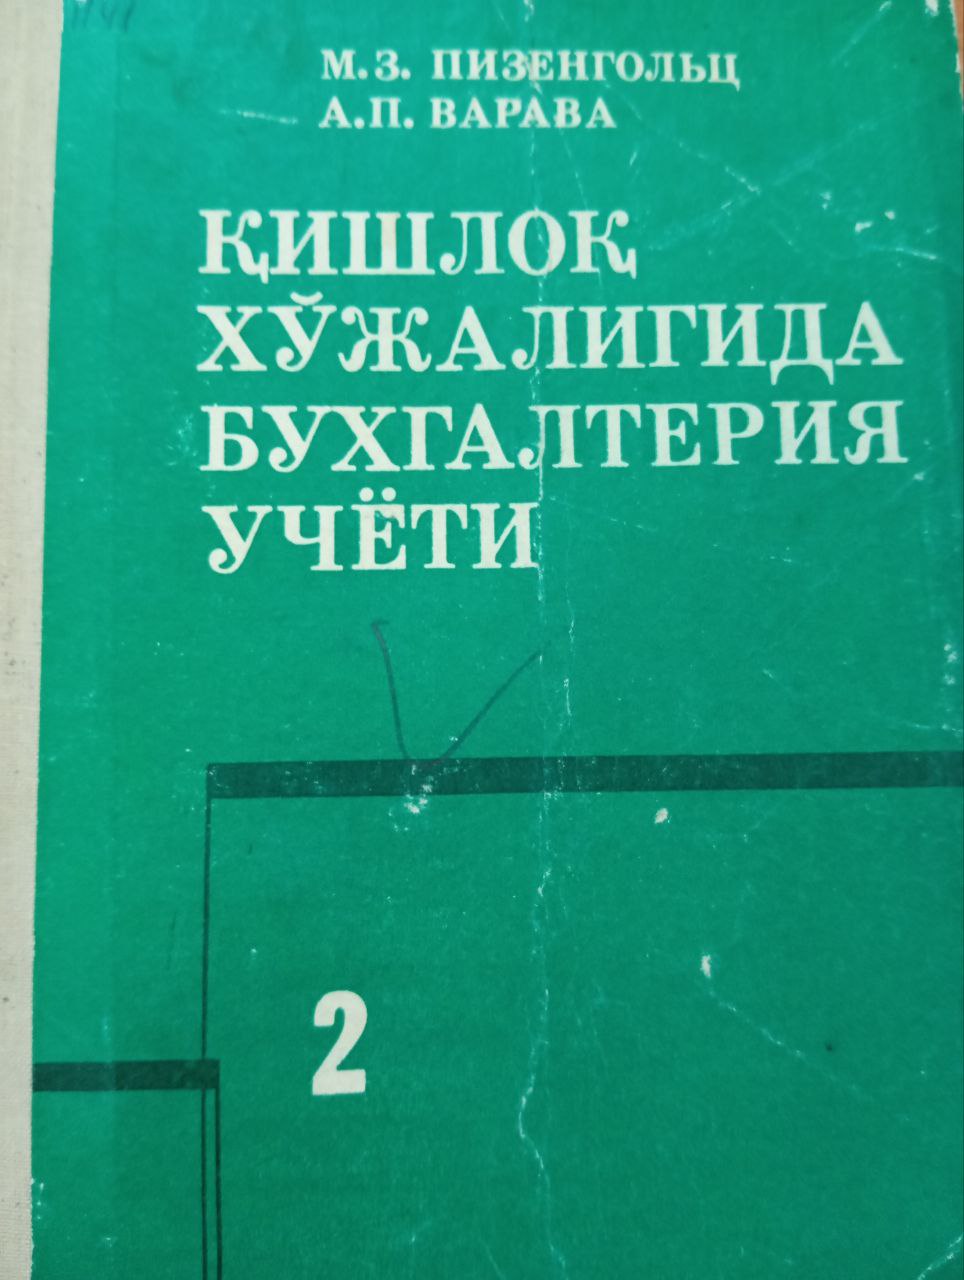 М.З. ПИЗЕНГОЛЬЦ
А.П. ВАРАВА
ҚИШЛОҚ
ХЎЖАЛИГИДА
БУХГАЛТЕРИЯ
УЧЁТИ
2